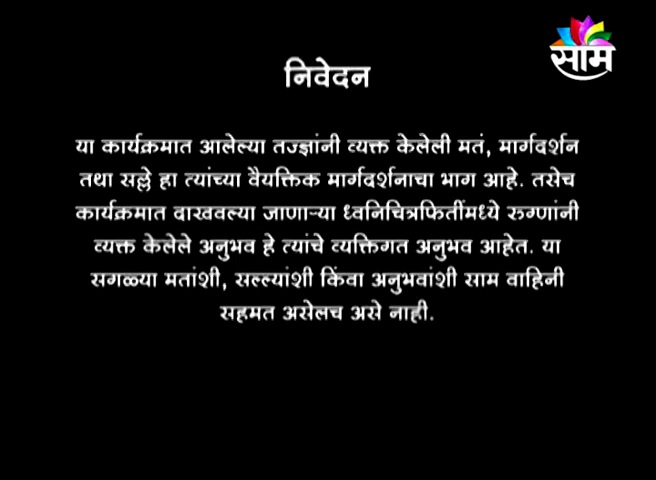 साम
निवेदन
या कार्यक्रमात आलेल्या तज्ज्ञांनी व्यक्त केलेली मतं, मार्गदर्शन
तथा सल्ले हा त्यांच्या वैयक्तिक मार्गदर्शनाचा भाग आहे. तसेच
कार्यक्रमात दाखवल्या जाणाऱ्या ध्वनिचित्रफितींमध्ये रुग्णांनी
व्यक्त केलेले अनुभव हे त्यांचे व्यक्तिगत अनुभव आहेत. या
सगळ्या मतांशी, सल्ल्यांशी किंवा अनुभवांशी साम वाहिनी
सहमत असेलच असे नाही.